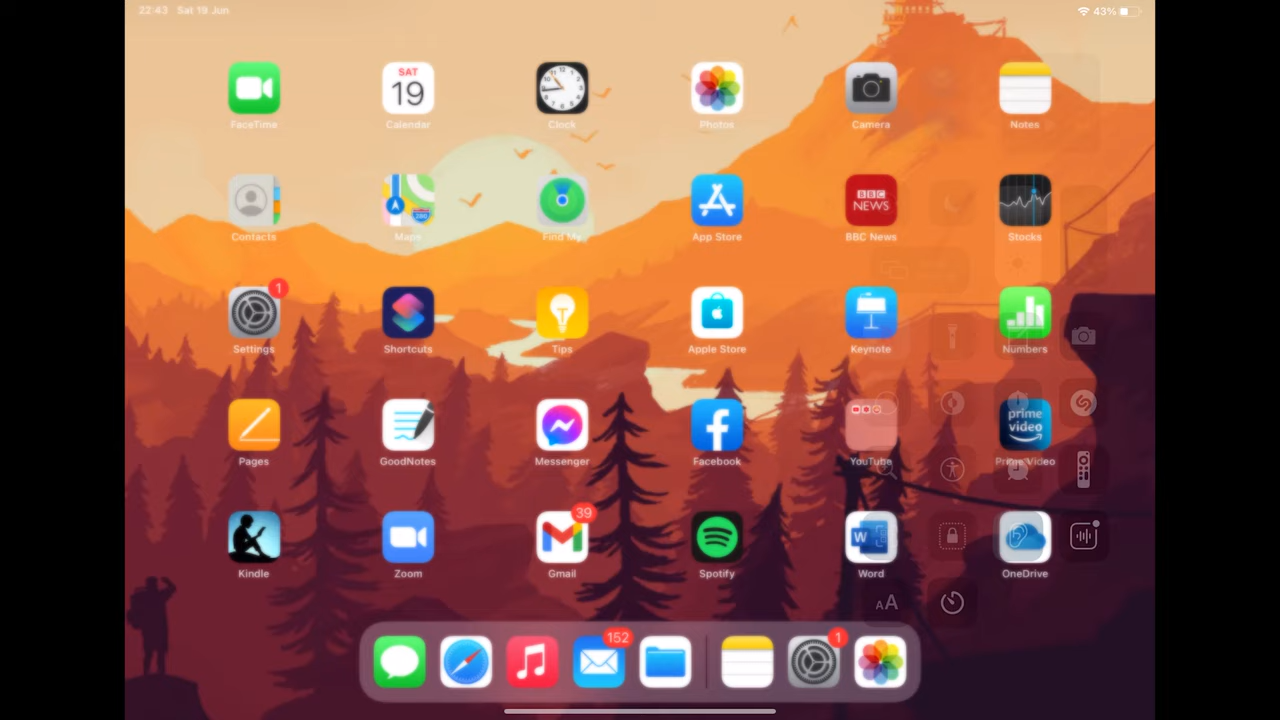 22:43 Sat 19 Jun
43%
SAT
19
FaceTime
Calendar
Clock
Photos
Camera
Notes
BBC
NEWS
280
Contacts
Maps
Find My
App Store
BBC News
Stocks
1
Settings
Shortcuts
Tips
Apple Store
Keynote
Numbers
prime
video
Pages
GoodNotes
Messenger
Facebook
YouTube
Prime Video
39
W
Kindle
Zoom
Gmail
Spotify
Word
OneDrive
AA
152
1